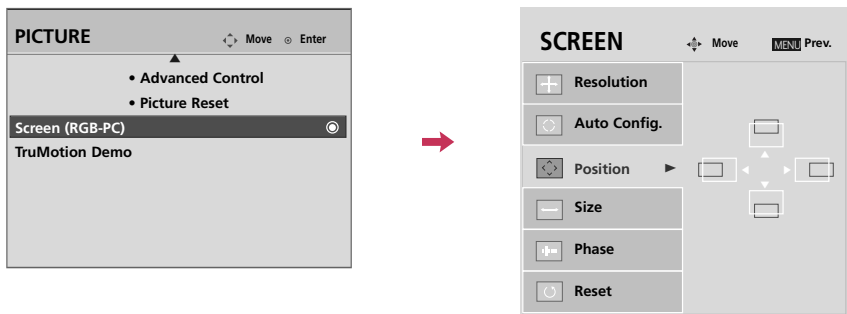 PICTURE
Move Enter
• Advanced Control
• Picture Reset
Screen (RGB-PC)
TruMotion Demo
SCREEN
Move MENU Prev.
Resolution
Auto Config.
Position
Size
Phase
Reset